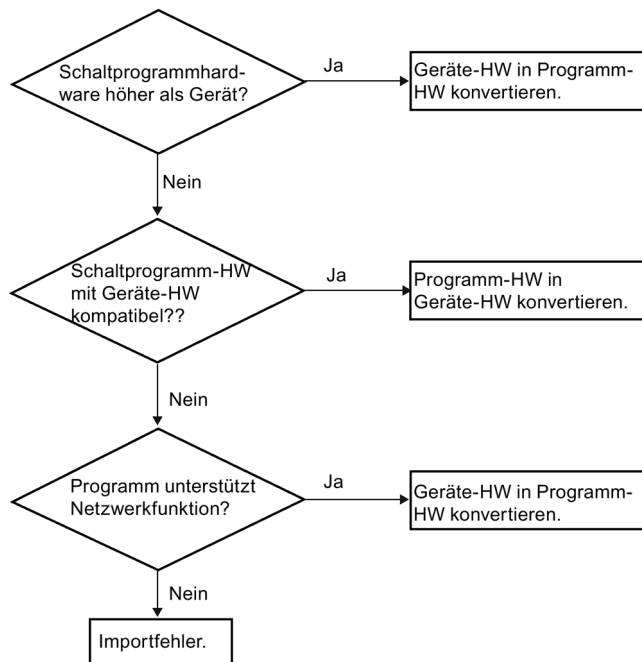 Schaltprogrammhard-
ware höher als Gerät?
Ja
Geräte-HW in Programm-
HW konvertieren.
Nein
Schaltprogramm-HW
mit Geräte-HW
kompatibel??
Ja
Programm-HW in
Geräte-HW konvertieren.
Nein
Programm unterstützt
Netzwerkfunktion?
Ja
Geräte-HW in Programm-
HW konvertieren.
Nein
Importfehler.